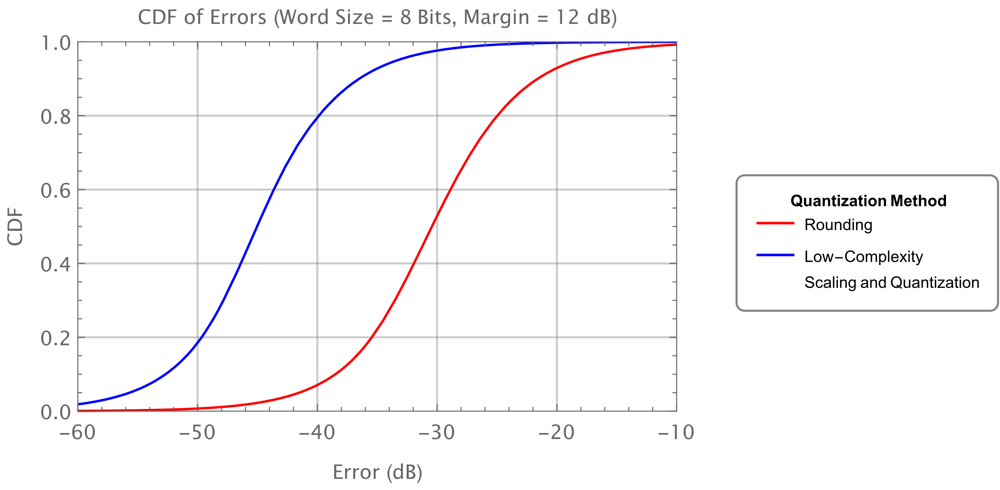 CDF of Errors (Word Size = 8 Bits, Margin = 12 dB)
1.0
0.8
0.6
0.4
0.2
0.0
CDF
−60 −50 −40 −30 −20 −10
Error (dB)
Quantization Method
Rounding
Low−Complexity
Scaling and Quantization